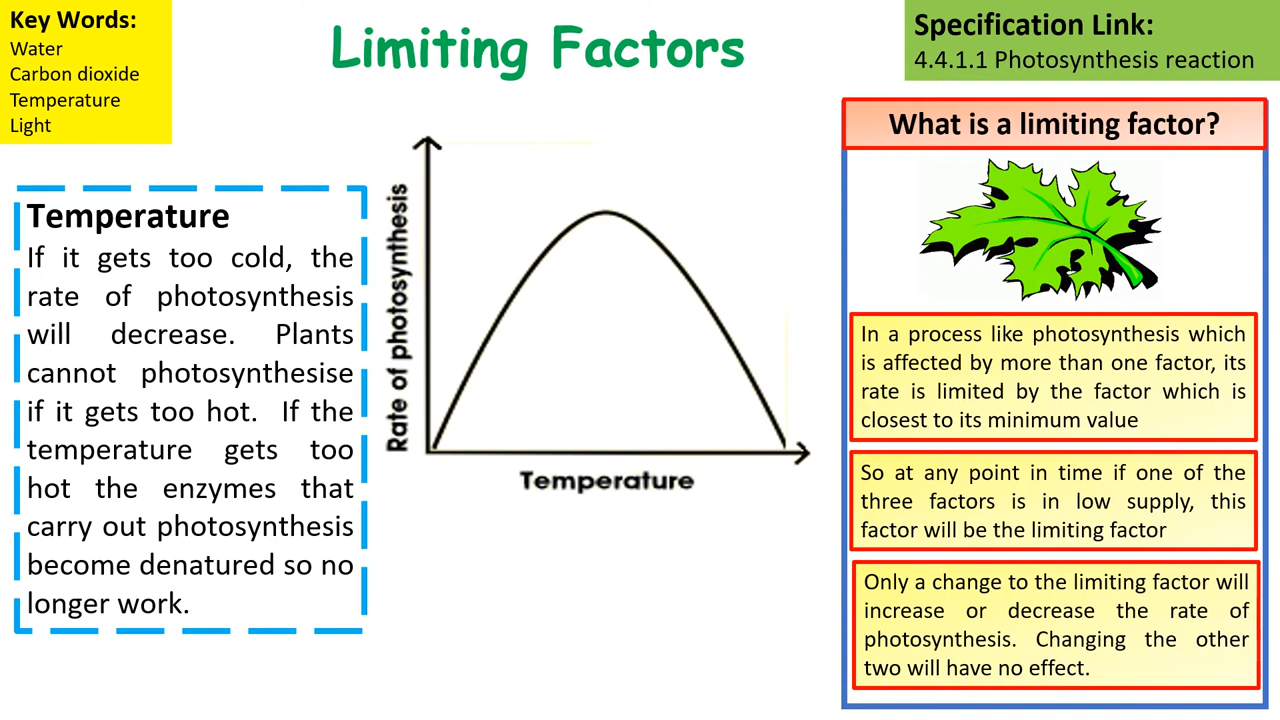 Key Words:
Water
Carbon dioxide
Temperature
Light
Limiting Factors
Specification Link:
4.4.1.1 Photosynthesis reaction
Temperature
If it gets too cold, the
rate of photosynthesis
will decrease. Plants
cannot photosynthesise
if it gets too hot. If the
temperature gets too
hot the enzymes that
carry out photosynthesis
become denatured so no
longer work.
Rate of photosynthesis
Temperature
What is a limiting factor?
In a process like photosynthesis which
is affected by more than one factor, its
rate is limited by the factor which is
closest to its minimum value
So at any point in time if one of the
three factors is in low supply, this
factor will be the limiting factor
Only a change to the limiting factor will
increase or decrease the rate of
photosynthesis. Changing the other
two will have no effect.